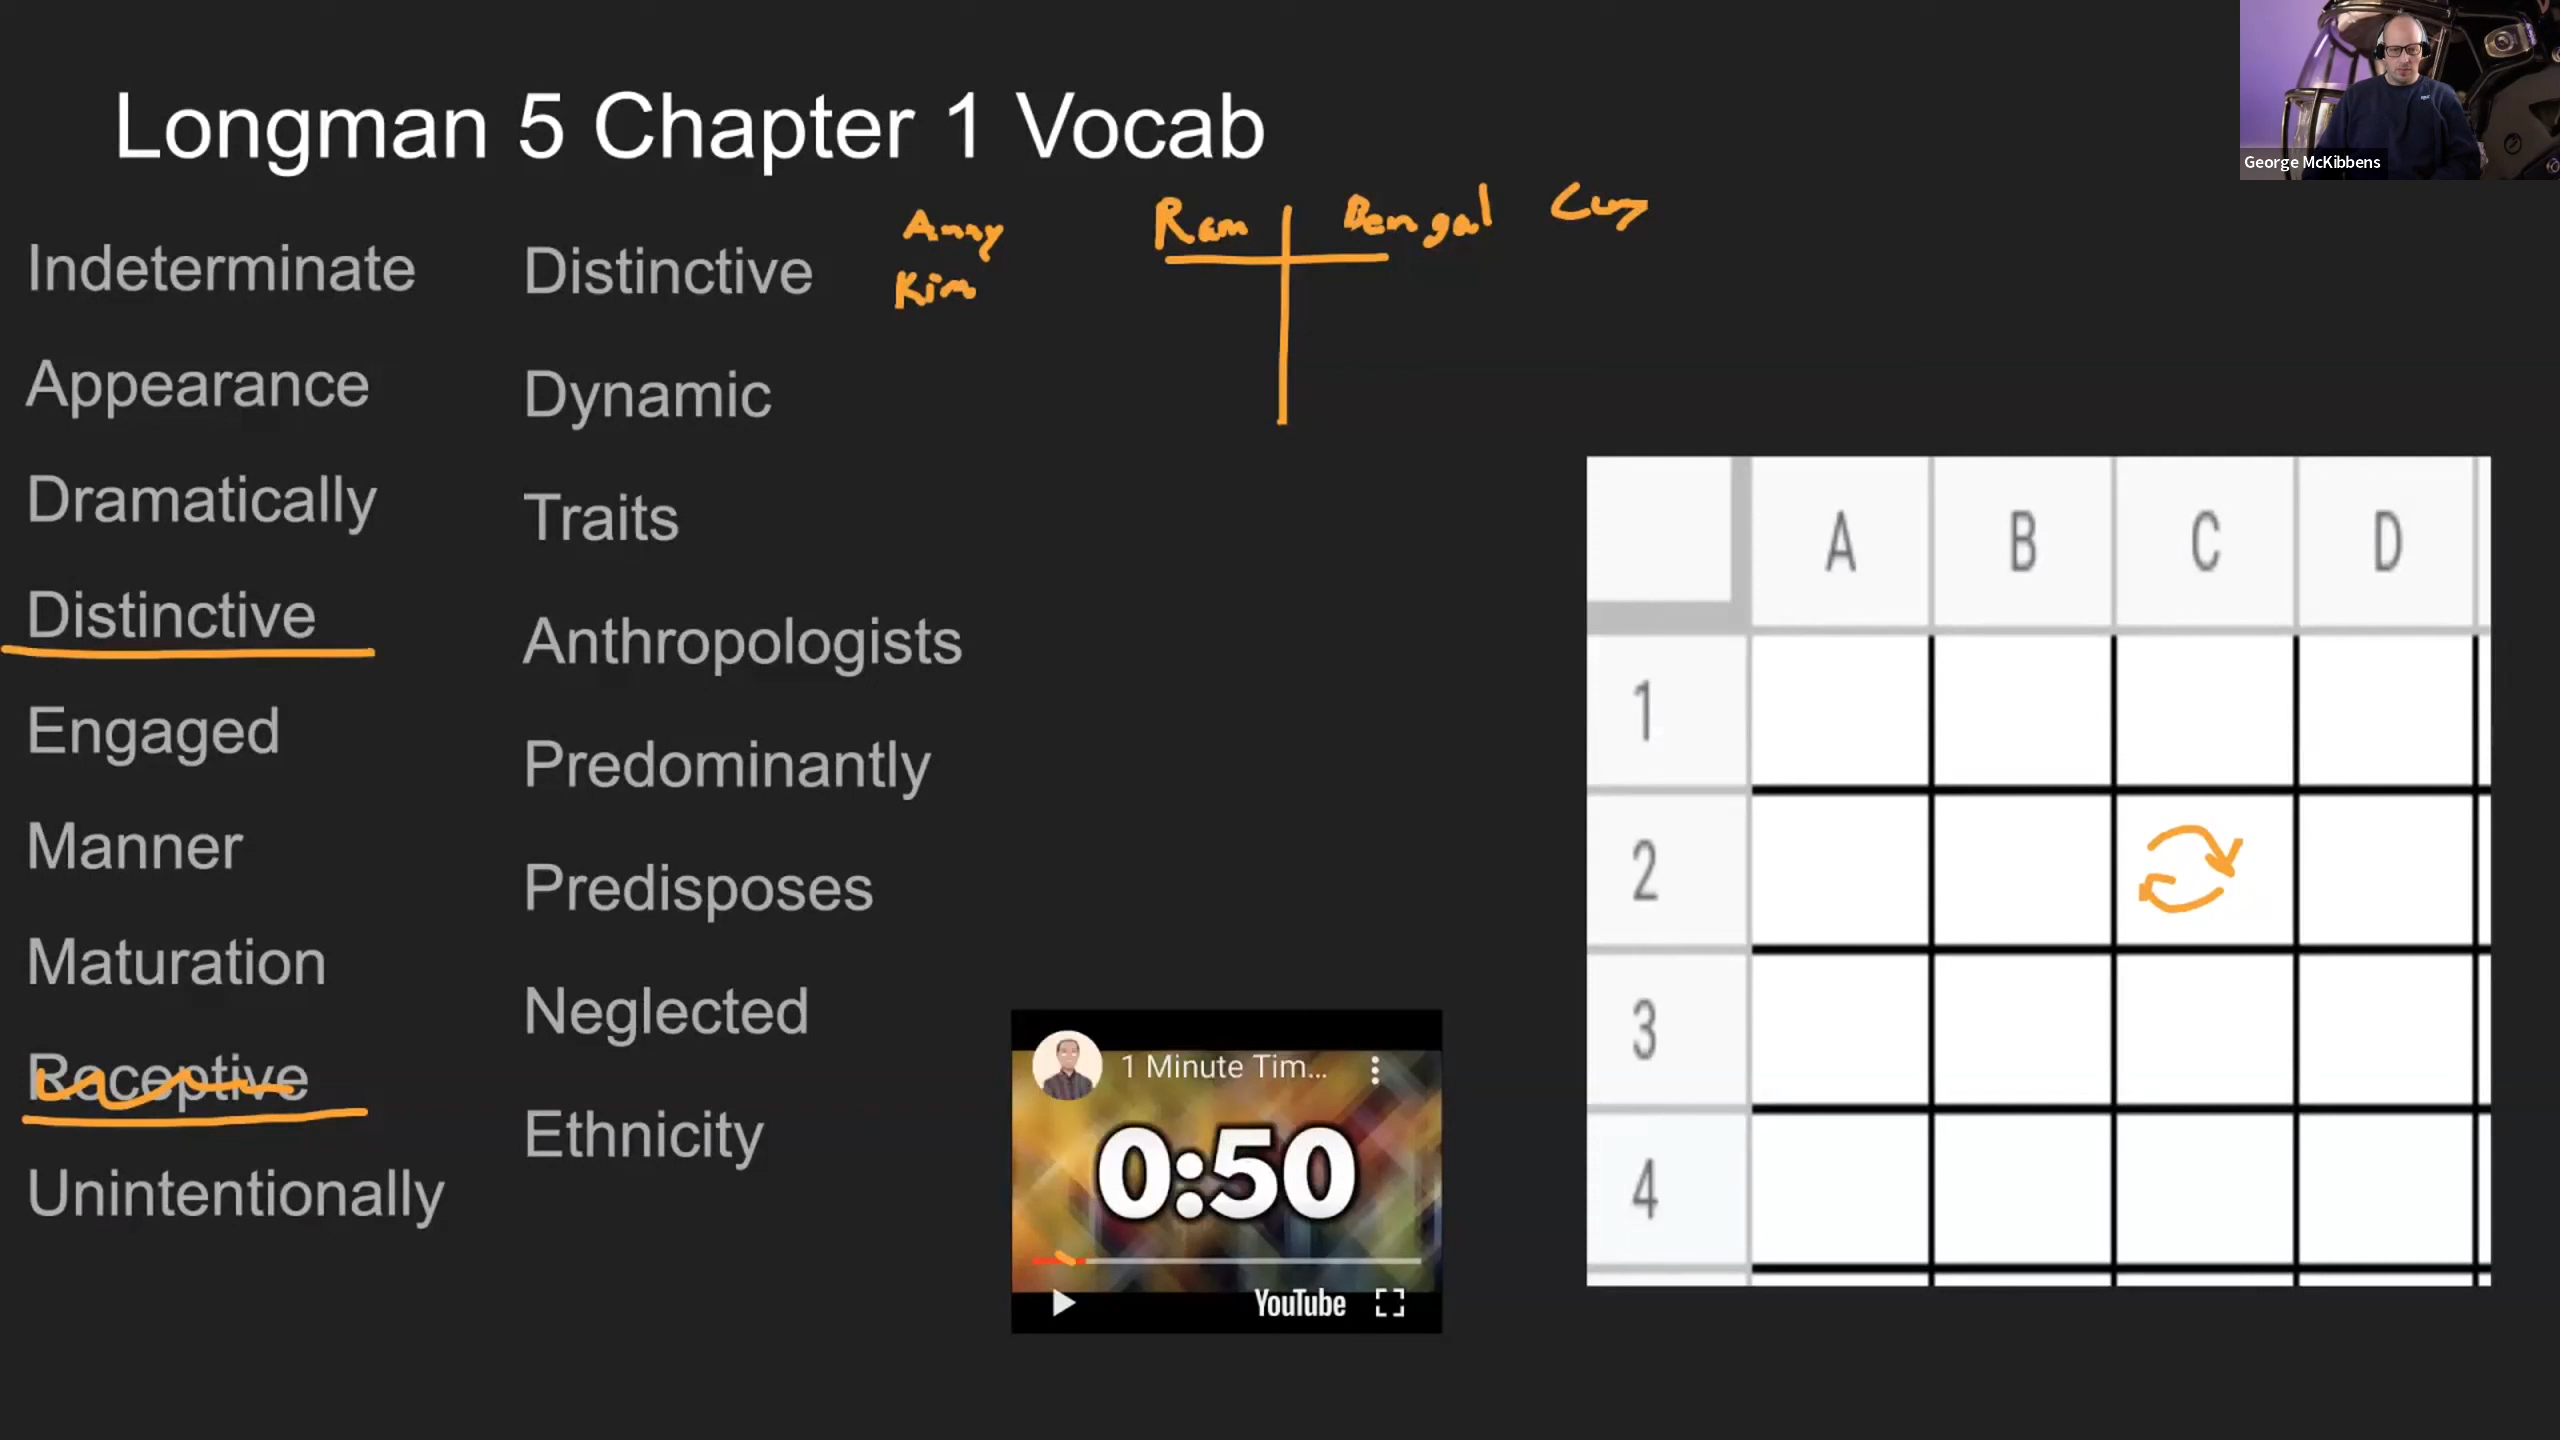 Longman 5 Chapter 1 Vocab
George McKibbens
Indeterminate
Appearance
Dramatically
Distinctive
Engaged
Manner
Maturation
Receptive
Unintentionally
Distinctive
Dynamic
Traits
Anthropologists
Predominantly
Predisposes
Neglected
Ethnicity
Kim
Ram Bengal
1 Minute Tim...
0:50
YouTube
A B C D
1
2
3
4